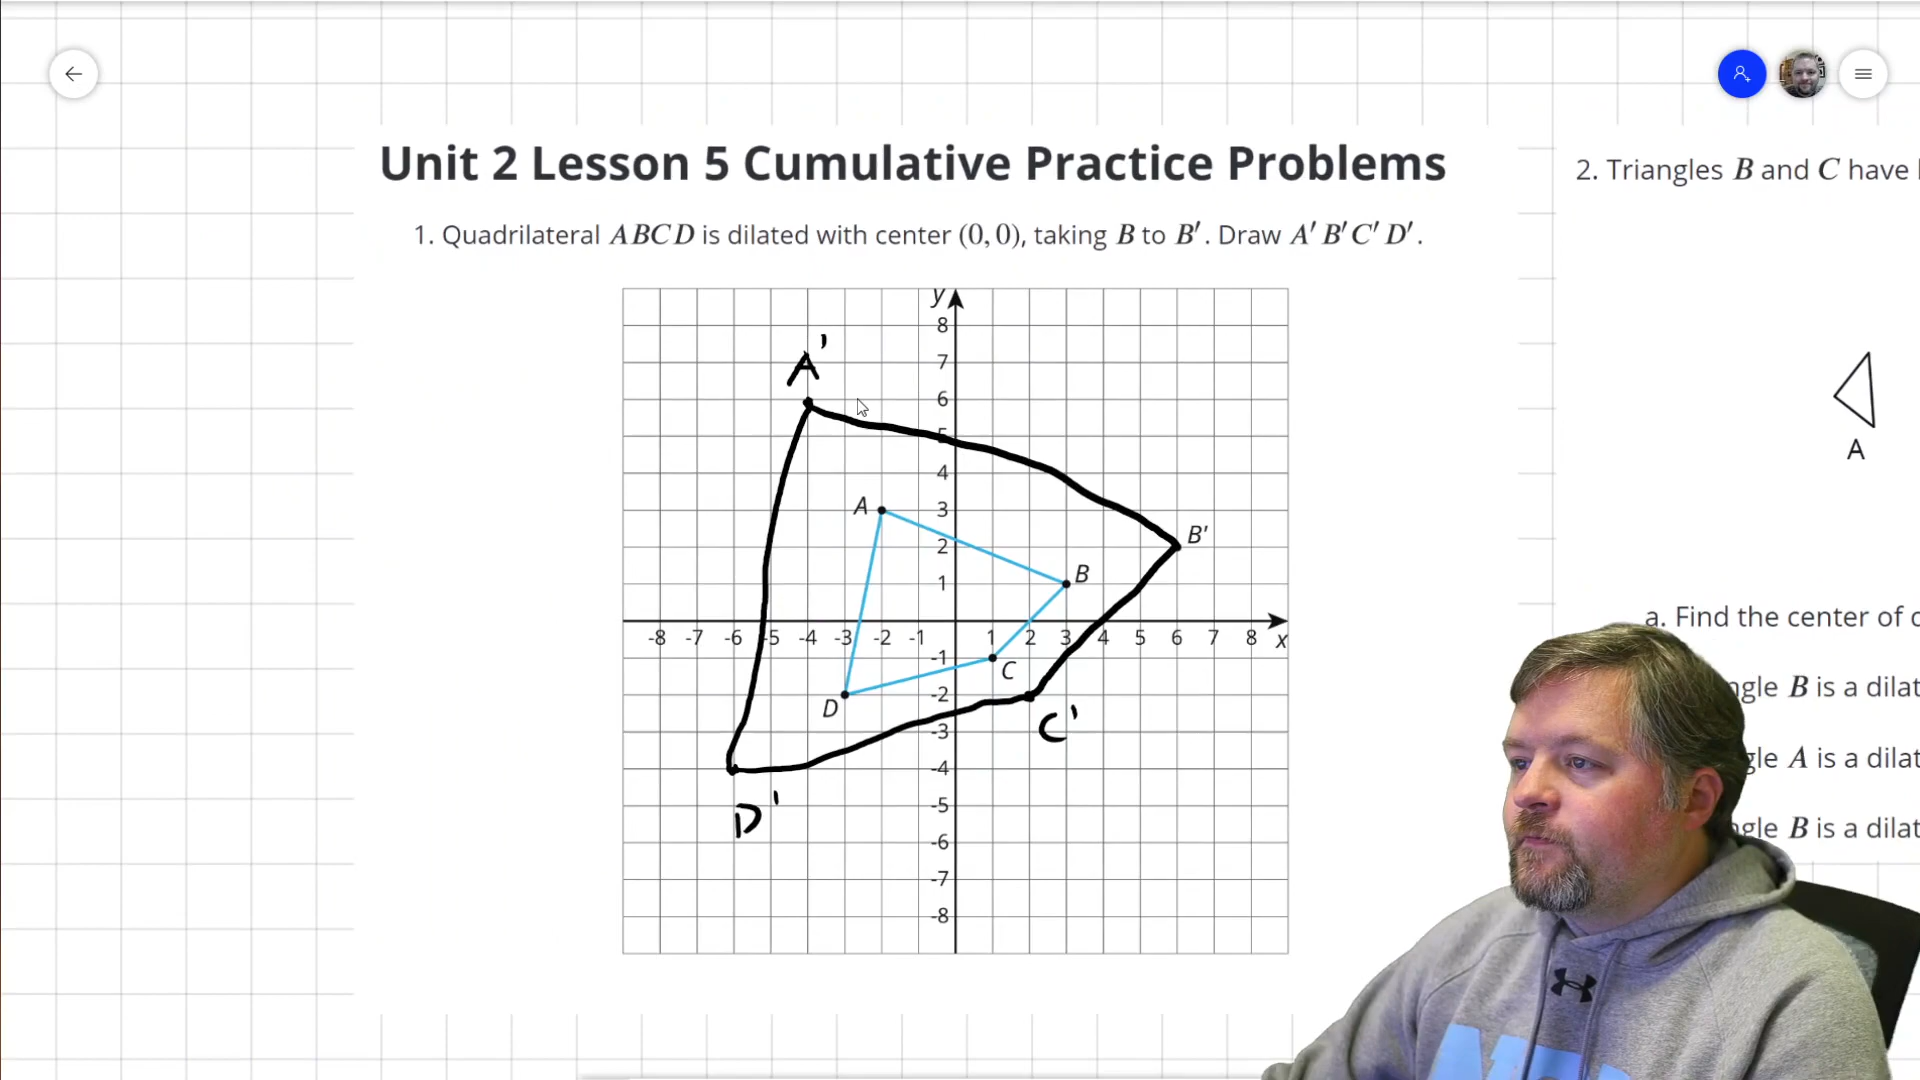 Unit 2 Lesson 5 Cumulative Practice Problems
1. Quadrilateral ABCD is dilated with center (0, 0), taking B to B′. Draw A′B′C′D′.
y
8
7
6
5
4
3
2
1
-8 -7 -6 -5 -4 -3 -2 -1 1 2 3 4 5 6 7 8 x
-1
-2
-3
-4
-5
-6
-7
-8
A'
A
B'
B
C
D
C'
D'
2. Triangles B and C have
A
a. Find the center of
ngle B is a dilat
gle A is a dilat
ngle B is a dilat